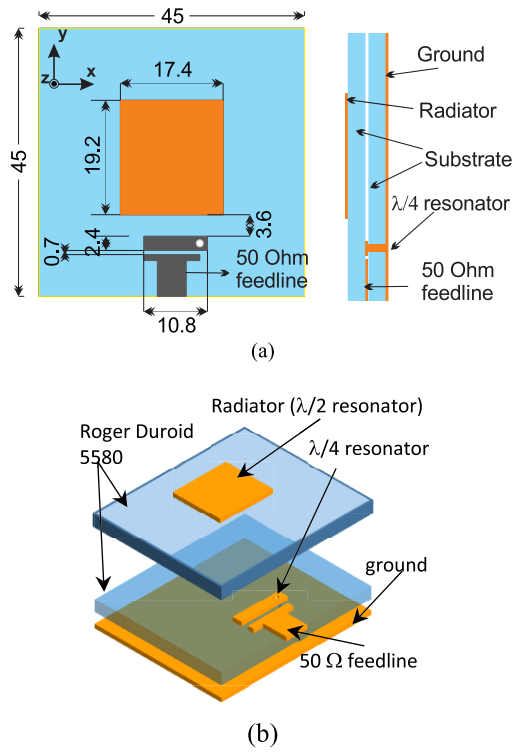 45
y
z
x
17.4
19.2
45
3.6
2.4
0.7
50 Ohm
feedline
10.8
Ground
Radiator
Substrate
λ/4 resonator
50 Ohm
feedline
(a)
Radiator (λ/2 resonator)
Roger Duroid
5580
λ/4 resonator
ground
50 Ω feedline
(b)